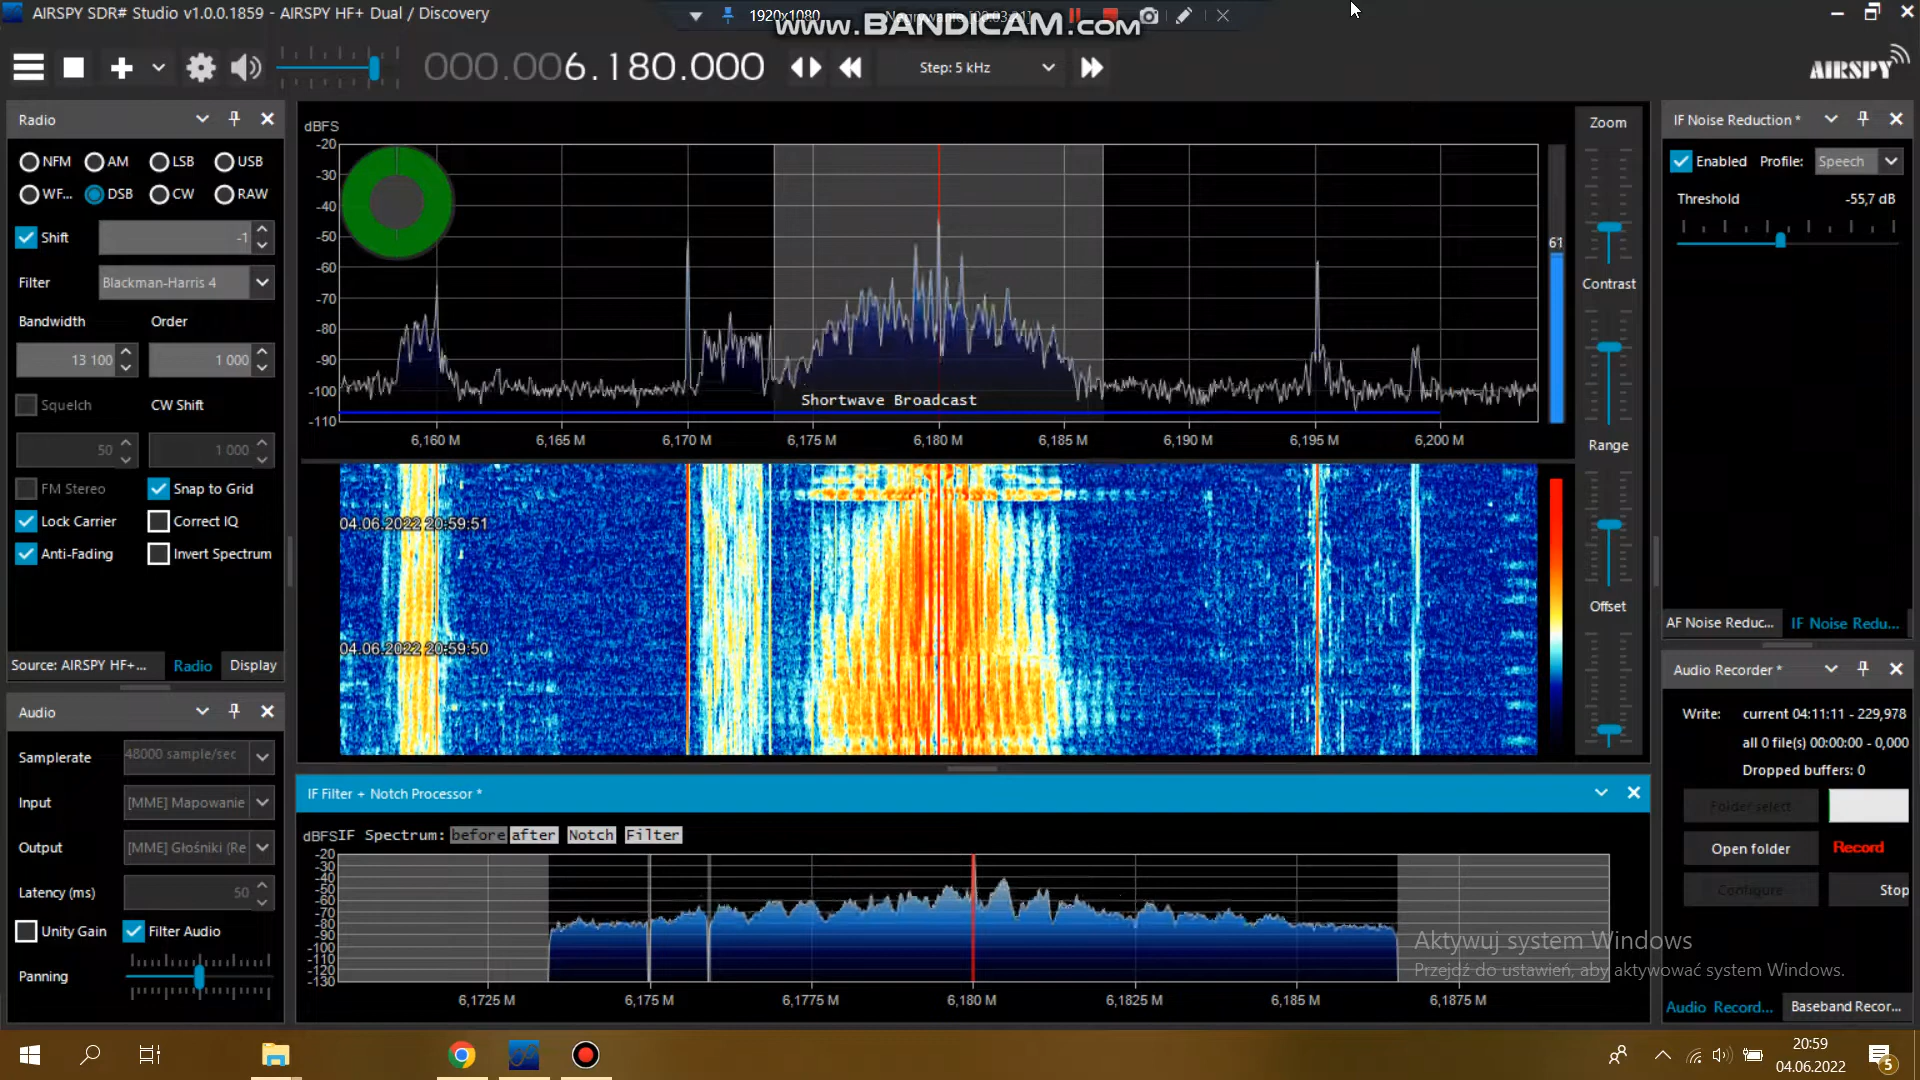 AIRSPY SDR# Studio v1.0.0.1859 - AIRSPY HF+ Dual / Discovery
1920x1080
www.BANDICAM.com
000.006.180.000
Step: 5 kHz
AIRSPY
Radio
NFM AM LSB USB
WF... DSB CW RAW
Shift -1
Filter Blackman-Harris 4
Bandwidth Order
13 100 1 000
Squelch CW Shift
50 1 000
FM Stereo Snap to Grid
Lock Carrier Correct IQ
Anti-Fading Invert Spectrum
Source: AIRSPY HF+... Radio Display
Audio
Samplerate 48000 sample/sec
Input [MME] Mapowanie
Output [MME] Głośniki (Re
Latency (ms) 50
Unity Gain Filter Audio
Panning
dBFS
-20
-30
-40
-50
-60
-70
-80
-90
-100
-110
61
Shortwave Broadcast
6,160 M 6,165 M 6,170 M 6,175 M 6,180 M 6,185 M 6,190 M 6,195 M 6,200 M
04.06.2022 20:59:51
04.06.2022 20:59:50
Zoom
Contrast
Range
Offset
IF Filter + Notch Processor *
dBFS IF Spectrum: before after Notch Filter
-20
-30
-40
-50
-60
-70
-80
-90
-100
-110
-120
-130
6,1725 M 6,175 M 6,1775 M 6,180 M 6,1825 M 6,185 M 6,1875 M
IF Noise Reduction *
Enabled Profile: Speech
Threshold -55,7 dB
AF Noise Reduc... IF Noise Redu...
Audio Recorder *
Write: current 04:11:11 - 229,978
all 0 file(s) 00:00:00 - 0,000
Dropped buffers: 0
Folder select
Open folder Record
Configure Stop
Aktywuj system Windows
Przejdź do ustawień, aby aktywować system Windows.
Audio Record... Baseband Recor...
20:59
04.06.2022
5